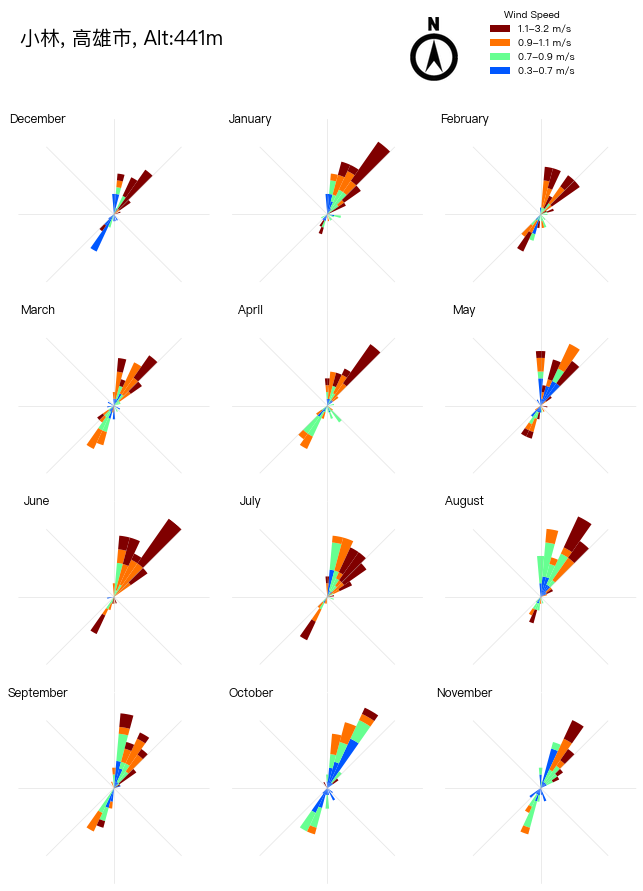 小林, 高雄市, Alt:441m
N
Wind Speed
1.1–3.2 m/s
0.9–1.1 m/s
0.7–0.9 m/s
0.3–0.7 m/s
December
January
February
March
April
May
June
July
August
September
October
November